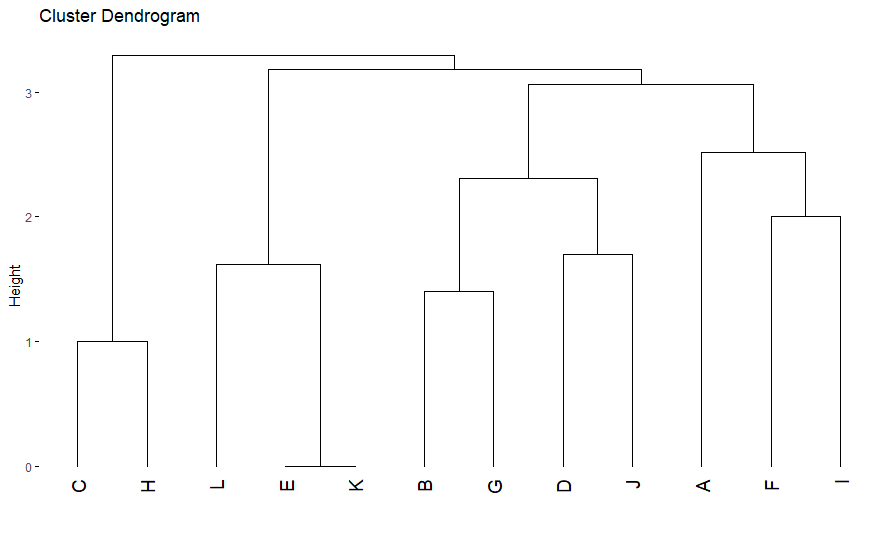 Cluster Dendrogram
3
2
1
0
Height
C H L E K B G D J A F I